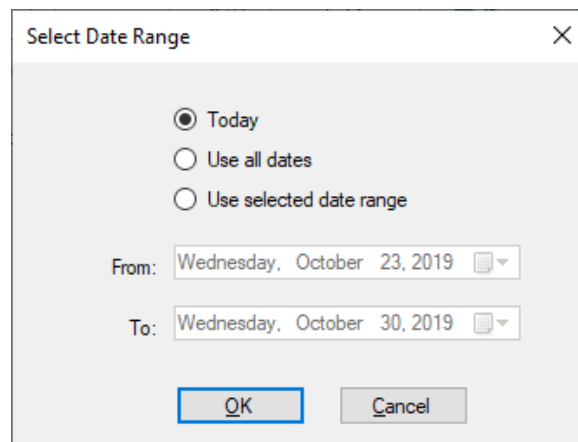 Select Date Range
Today
Use all dates
Use selected date range
From: Wednesday, October 23, 2019
To: Wednesday, October 30, 2019
OK Cancel